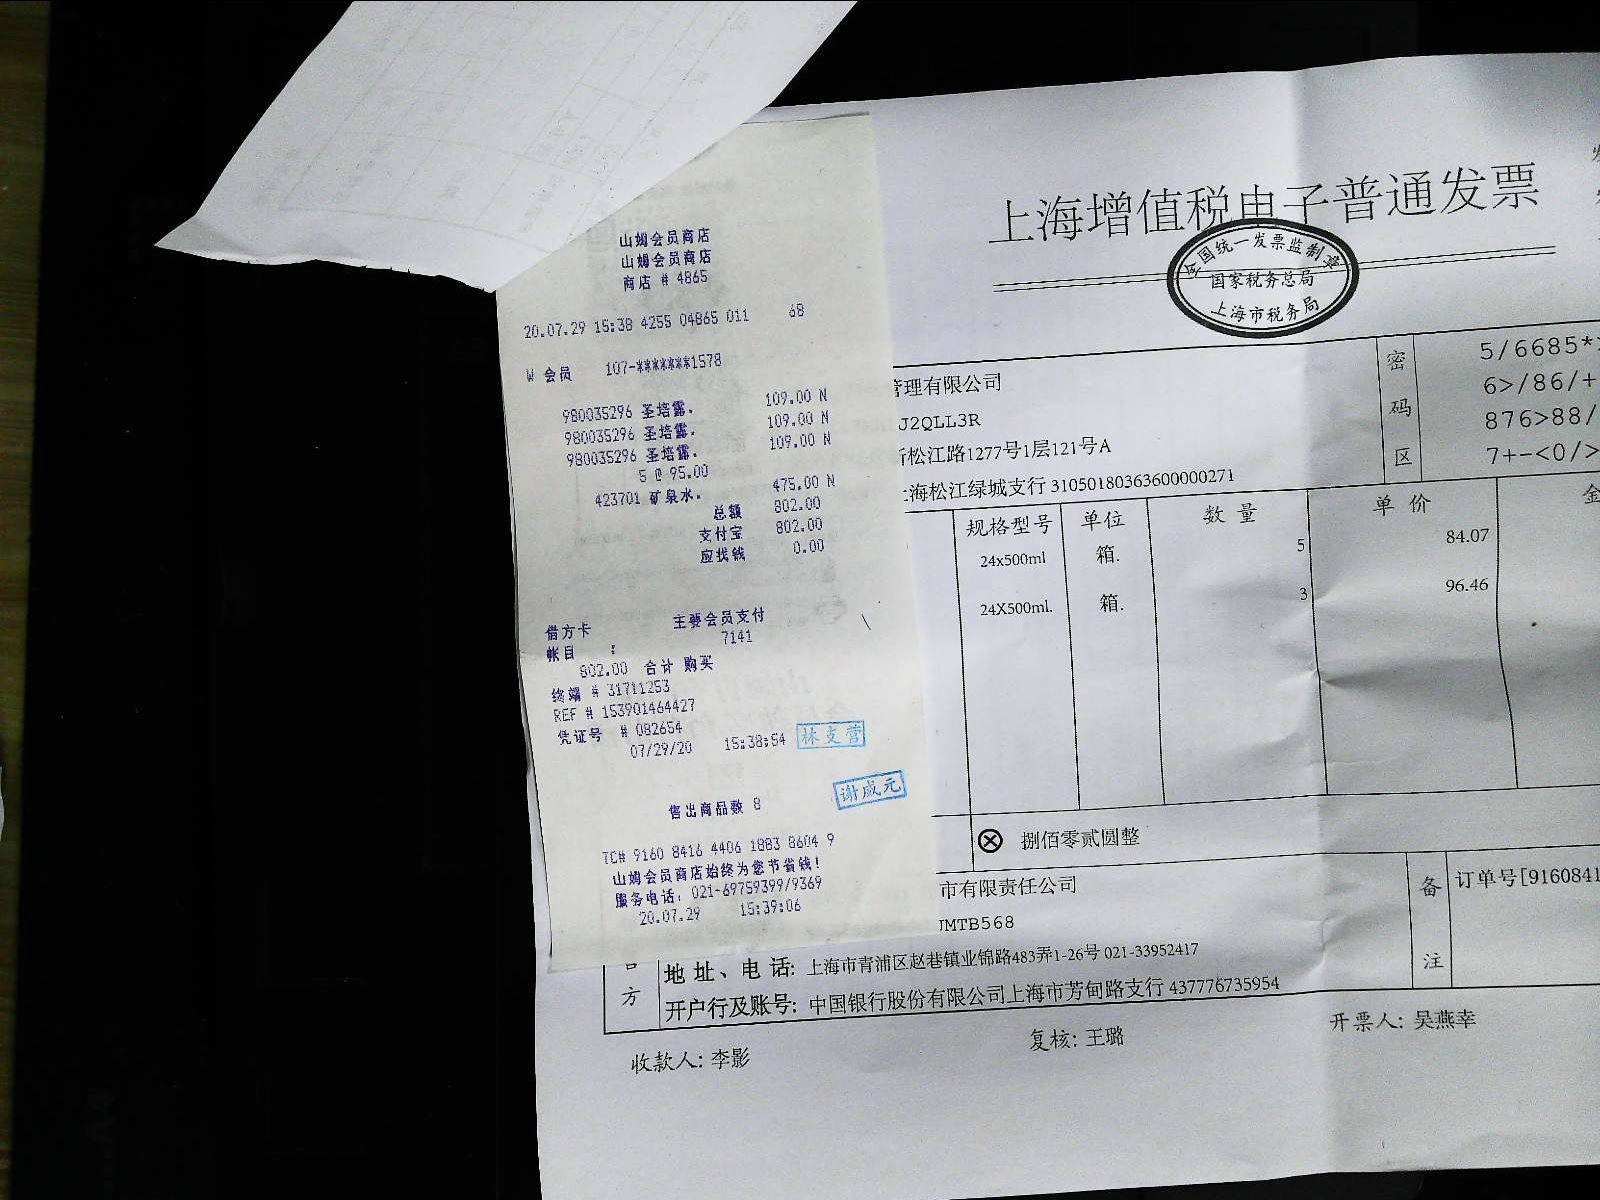 山姆会员商店
山姆会员商店
商店 # 4865
20.07.29 15:38 4255 04865 011 68
W 会员 107-*******1578
980035296 圣培露. 109.00 N
980035296 圣培露. 109.00 N
980035296 圣培露. 109.00 N
5 @ 95.00
423701 矿泉水. 475.00 N
总额 802.00
支付宝 802.00
应找钱 0.00
主要会员支付
借方卡 7141
帐目 :
802.00 合计 购买
终端 # 31711253
REF # 153901464427
凭证号 # 082654
07/29/20 15:38:54
林支营
谢威元
售出商品数 8
TC# 9160 8416 4406 1883 8604 9
山姆会员商店始终为您节省钱!
服务电话: 021-69759399/9369
20.07.29 15:39:06
上海增值税电子普通发票
全国统一发票监制章
国家税务总局
上海市税务局
管理有限公司
J2QLL3R
松江路1277号1层121号A
海松江绿城支行 31050180363600000271
密码区
5/6685*
6>/86/+
876>88/
7+-<0/>
规格型号 单位 数量 单价 金
24x500ml 箱. 5 84.07
24X500ml. 箱. 3 96.46
ⓧ 捌佰零贰圆整
市有限责任公司
MTB568
方
地址、电话: 上海市青浦区赵巷镇业锦路483弄1-26号 021-33952417
开户行及账号: 中国银行股份有限公司上海市芳甸路支行 437776735954
备注
订单号[9160841
收款人: 李影
复核: 王璐
开票人: 吴燕幸